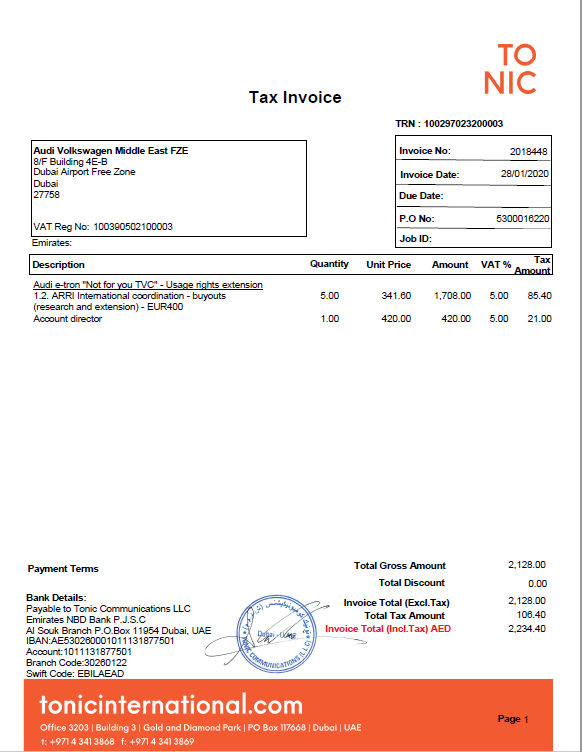 TO
NIC
Tax Invoice
TRN : 100297023200003
Audi Volkswagen Middle East FZE
8/F Building 4E-B
Dubai Airport Free Zone
Dubai
27758
VAT Reg No: 100390502100003
Emirates:
Invoice No: 2018448
Invoice Date: 28/01/2020
Due Date:
P.O No: 5300016220
Job ID:
Description Quantity Unit Price Amount VAT % Tax Amount
Audi e-tron "Not for you TVC" - Usage rights extension
1.2. ARRI International coordination - buyouts 5.00 341.60 1,708.00 5.00 85.40
(research and extension) - EUR400
Account director 1.00 420.00 420.00 5.00 21.00
Payment Terms
Total Gross Amount 2,128.00
Total Discount 0.00
Invoice Total (Excl.Tax) 2,128.00
Total Tax Amount 106.40
Invoice Total (Incl.Tax) AED 2,234.40
Bank Details:
Payable to Tonic Communications LLC
Emirates NBD Bank P.J.S.C
Al Souk Branch P.O.Box 11954 Dubai, UAE
IBAN:AE530260001011131877501
Account:1011131877501
Branch Code:30260122
Swift Code: EBILAEAD
Dubai - U.A.E
TONIC COMMUNICATIONS (L.L.C)
tonicinternational.com
Office 3203 | Building 3 | Gold and Diamond Park | PO Box 117668 | Dubai | UAE
t: +971 4 341 3868 f: +971 4 341 3869
Page 1